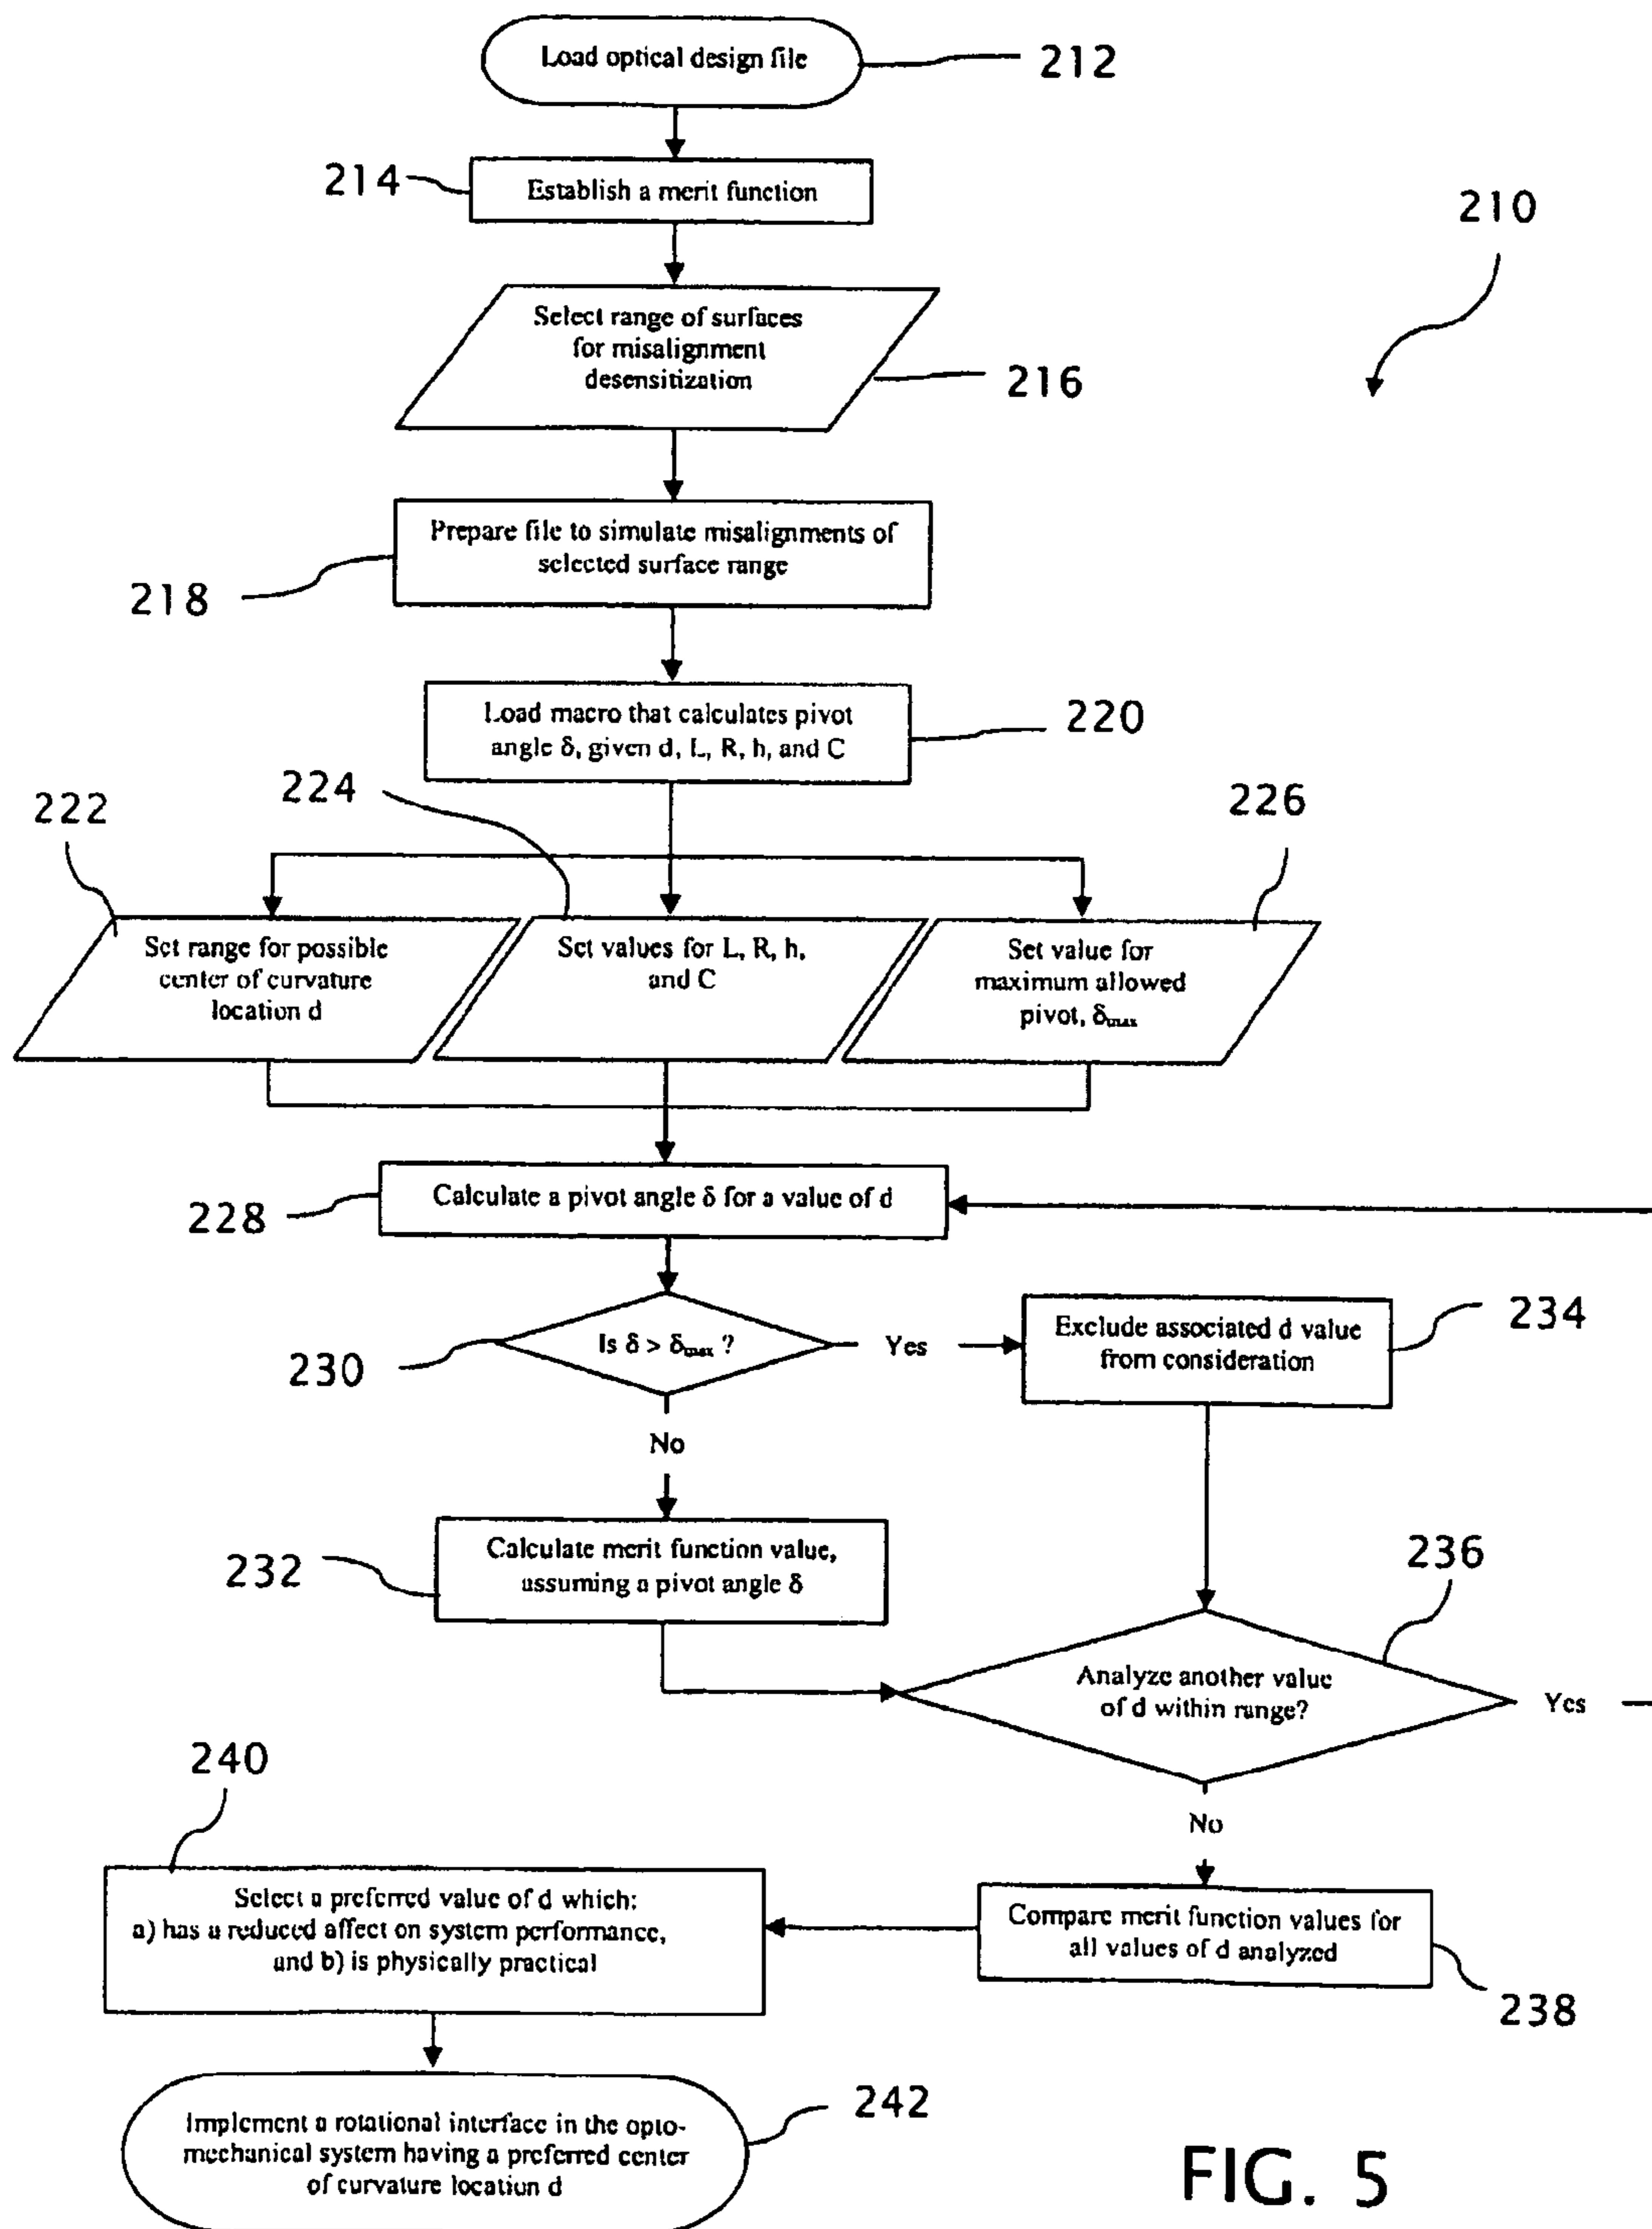 Load optical design file
212
214
Establish a merit function
210
Select range of surfaces
for misalignment
desensitization
216
Prepare file to simulate misalignments of
selected surface range
218
Load macro that calculates pivot
angle δ, given d, L, R, h, and C
220
222
224
226
Set range for possible
center of curvature
location d
Set values for L, R, h,
and C
Set value for
maximum allowed
pivot, δmax
Calculate a pivot angle δ for a value of d
228
Is δ > δmax ?
230
Yes
Exclude associated d value
from consideration
234
No
Calculate merit function value,
assuming a pivot angle δ
232
236
Analyze another value
of d within range?
Yes
No
240
Select a preferred value of d which:
a) has a reduced affect on system performance,
and b) is physically practical
Compare merit function values for
all values of d analyzed
238
Implement a rotational interface in the opto-
mechanical system having a preferred center
of curvature location d
242
FIG. 5